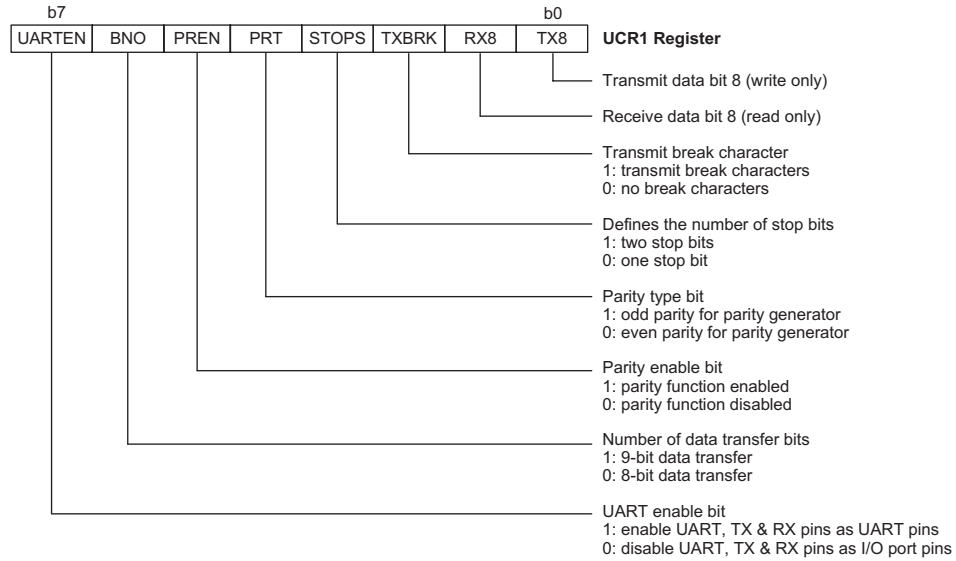 b7 b0
UARTEN BNO PREN PRT STOPS TXBRK RX8 TX8 UCR1 Register
Transmit data bit 8 (write only)
Receive data bit 8 (read only)
Transmit break character
1: transmit break characters
0: no break characters
Defines the number of stop bits
1: two stop bits
0: one stop bit
Parity type bit
1: odd parity for parity generator
0: even parity for parity generator
Parity enable bit
1: parity function enabled
0: parity function disabled
Number of data transfer bits
1: 9-bit data transfer
0: 8-bit data transfer
UART enable bit
1: enable UART, TX & RX pins as UART pins
0: disable UART, TX & RX pins as I/O port pins